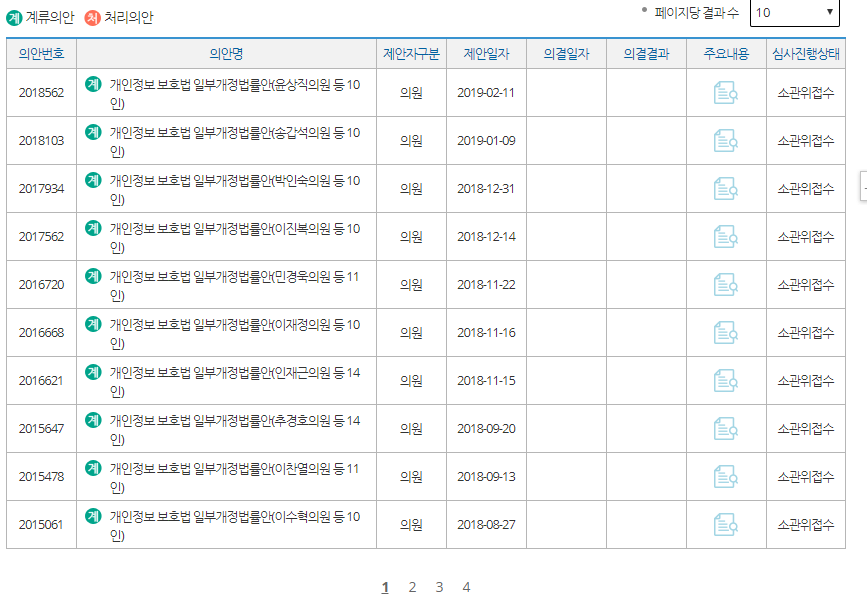 계 계류의안 처 처리의안 페이지당 결과 수 10
의안번호 의안명 제안자구분 제안일자 의결일자 의결결과 주요내용 심사진행상태
2018562 계 개인정보 보호법 일부개정법률안(윤상직의원 등 10
인) 의원 2019-02-11 소관위접수
2018103 계 개인정보 보호법 일부개정법률안(송갑석의원 등 10
인) 의원 2019-01-09 소관위접수
2017934 계 개인정보 보호법 일부개정법률안(박인숙의원 등 10
인) 의원 2018-12-31 소관위접수
2017562 계 개인정보 보호법 일부개정법률안(이진복의원 등 10
인) 의원 2018-12-14 소관위접수
2016720 계 개인정보 보호법 일부개정법률안(민경욱의원 등 11
인) 의원 2018-11-22 소관위접수
2016668 계 개인정보 보호법 일부개정법률안(이재정의원 등 10
인) 의원 2018-11-16 소관위접수
2016621 계 개인정보 보호법 일부개정법률안(인재근의원 등 14
인) 의원 2018-11-15 소관위접수
2015647 계 개인정보 보호법 일부개정법률안(추경호의원 등 14
인) 의원 2018-09-20 소관위접수
2015478 계 개인정보 보호법 일부개정법률안(이찬열의원 등 11
인) 의원 2018-09-13 소관위접수
2015061 계 개인정보 보호법 일부개정법률안(이수혁의원 등 10
인) 의원 2018-08-27 소관위접수
1 2 3 4